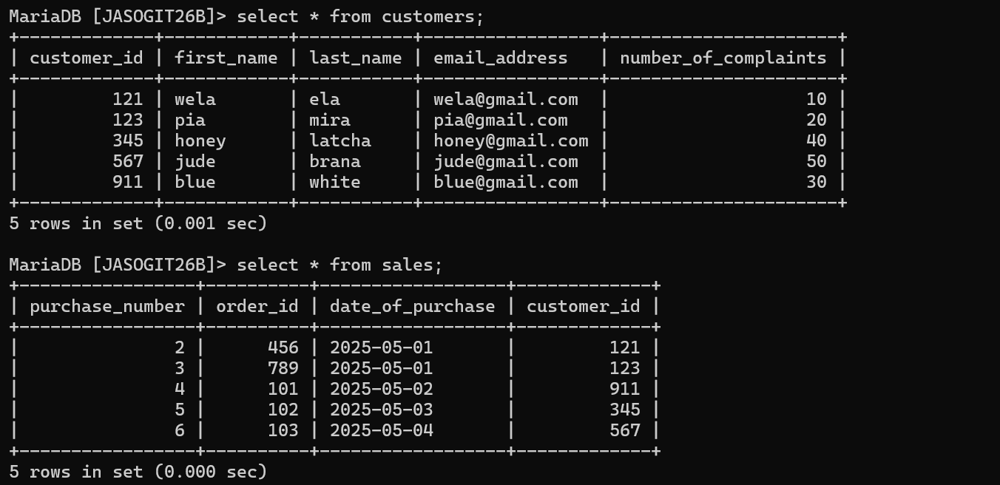 MariaDB [JASOGIT26B]> select * from customers;
+-------------+------------+-----------+-----------------+----------------------+
| customer_id | first_name | last_name | email_address   | number_of_complaints |
+-------------+------------+-----------+-----------------+----------------------+
|         121 | wela       | ela       | wela@gmail.com  |                   10 |
|         123 | pia        | mira      | pia@gmail.com   |                   20 |
|         345 | honey      | latcha    | honey@gmail.com |                   40 |
|         567 | jude       | brana     | jude@gmail.com  |                   50 |
|         911 | blue       | white     | blue@gmail.com  |                   30 |
+-------------+------------+-----------+-----------------+----------------------+
5 rows in set (0.001 sec)
MariaDB [JASOGIT26B]> select * from sales;
+-----------------+----------+------------------+-------------+
| purchase_number | order_id | date_of_purchase | customer_id |
+-----------------+----------+------------------+-------------+
|               2 |      456 | 2025-05-01       |         121 |
|               3 |      789 | 2025-05-01       |         123 |
|               4 |      101 | 2025-05-02       |         911 |
|               5 |      102 | 2025-05-03       |         345 |
|               6 |      103 | 2025-05-04       |         567 |
+-----------------+----------+------------------+-------------+
5 rows in set (0.000 sec)